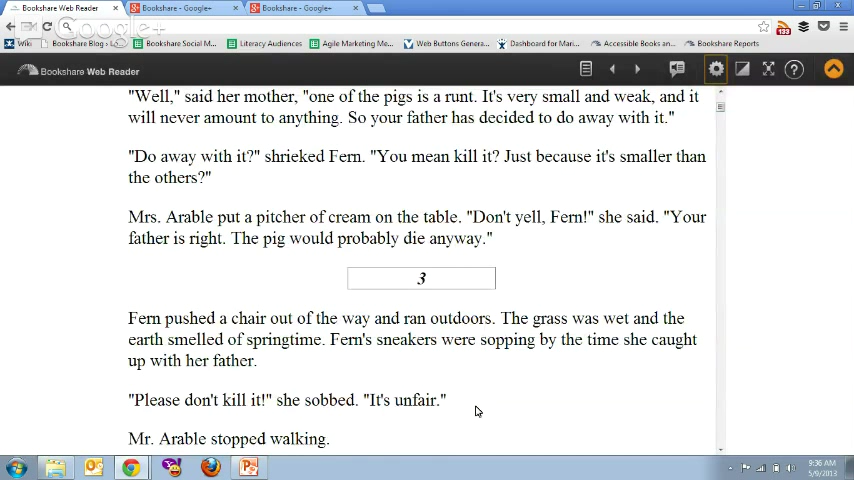 Bookshare Web Reader
Bookshare - Google+
Bookshare - Google+
Google+
133
Wiki
Bookshare Blog ‹ L
Bookshare Social M...
Literacy Audiences
Agile Marketing Me...
Web Buttons Genera...
Dashboard for Mari...
Accessible Books an...
Bookshare Reports
Bookshare Web Reader
"Well," said her mother, "one of the pigs is a runt. It's very small and weak, and it
will never amount to anything. So your father has decided to do away with it."
"Do away with it?" shrieked Fern. "You mean kill it? Just because it's smaller than
the others?"
Mrs. Arable put a pitcher of cream on the table. "Don't yell, Fern!" she said. "Your
father is right. The pig would probably die anyway."
3
Fern pushed a chair out of the way and ran outdoors. The grass was wet and the
earth smelled of springtime. Fern's sneakers were sopping by the time she caught
up with her father.
"Please don't kill it!" she sobbed. "It's unfair."
Mr. Arable stopped walking.
9:36 AM
5/9/2013